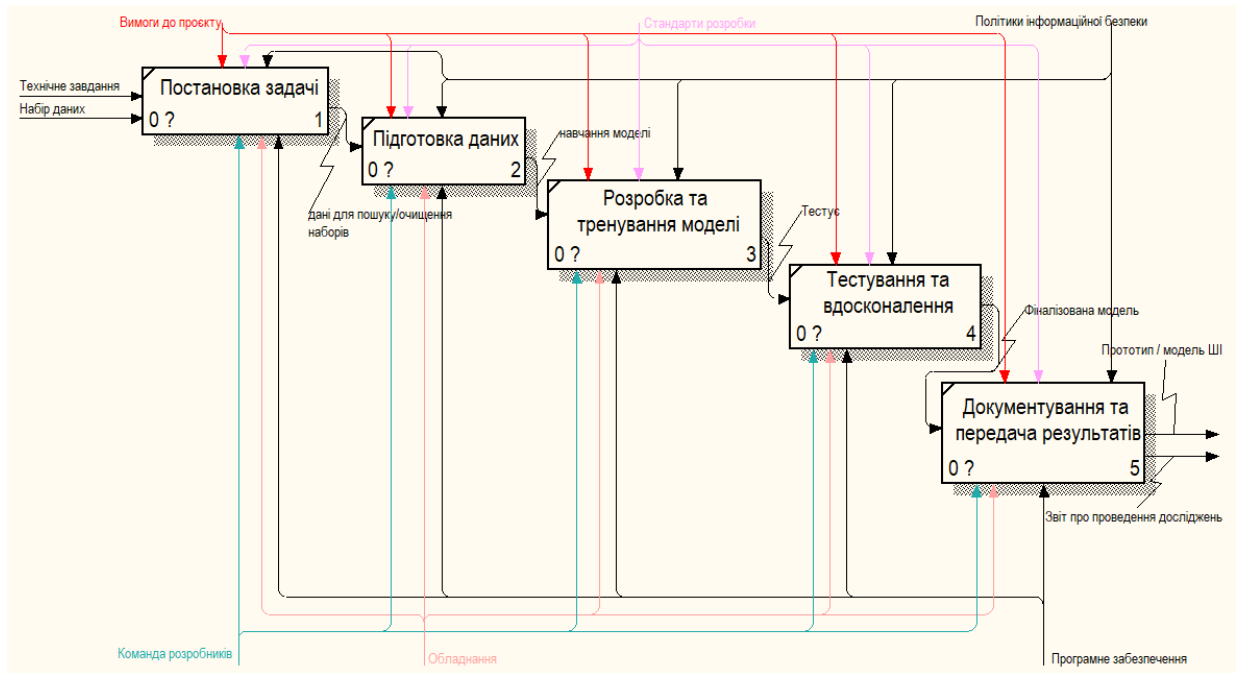 Вимоги до проєкту
Стандарти розробки
Політики інформаційної безпеки
Технічне завдання
Набір даних
Постановка задачі
0 ?
1
Підготовка даних
0 ?
2
навчання моделі
дані для пошуку/очищення
наборів
Розробка та
тренування моделі
0 ?
3
Тестує
Тестування та
вдосконалення
0 ?
4
Фіналізована модель
Прототип / модель ШІ
Документування та
передача результатів
0 ?
5
Звіт про проведення досліджень
Команда розробників
Обладнання
Програмне забезпечення